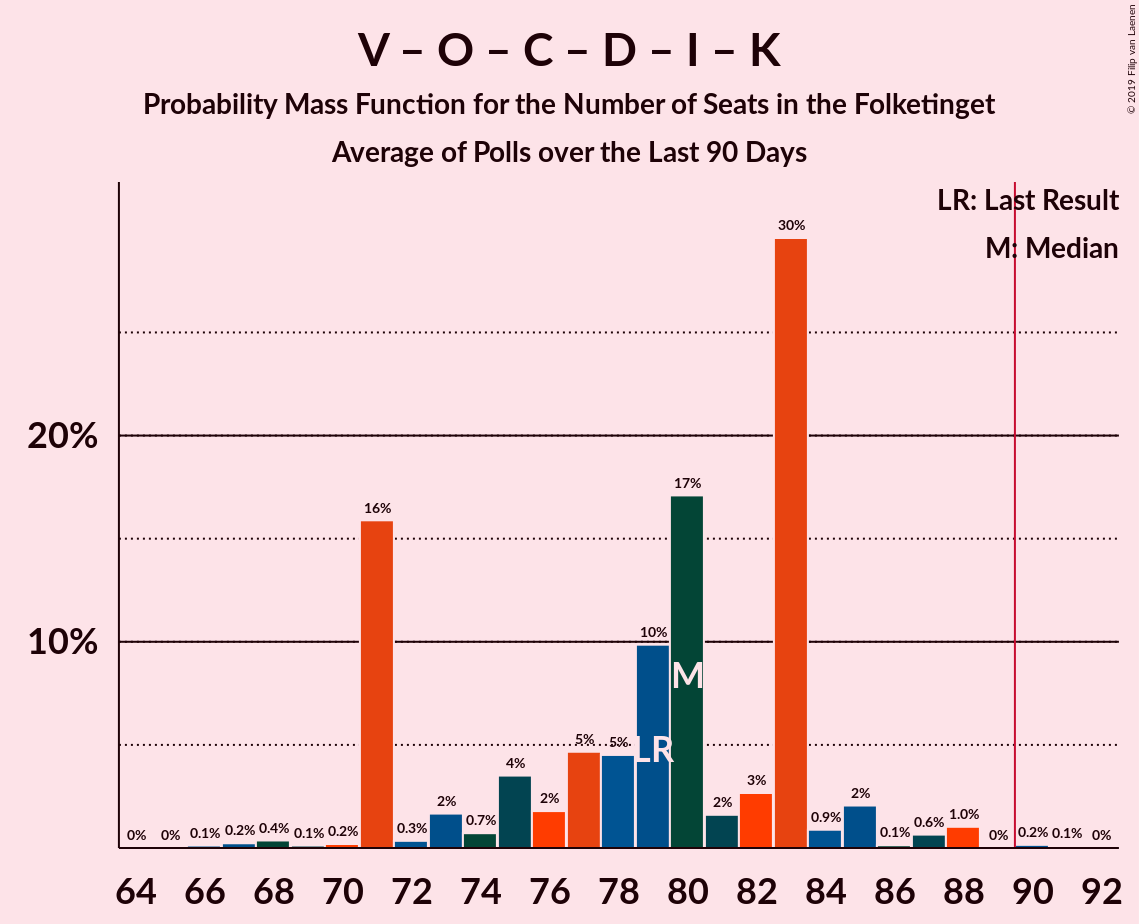 V – O – C – D – I – K
Probability Mass Function for the Number of Seats in the Folketinget
Average of Polls over the Last 90 Days
© 2019 Filip van Laenen
LR: Last Result
M: Median
20%
10%
0% 0% 0.1% 0.2% 0.4% 0.1% 0.2% 16% 0.3% 2% 0.7% 4% 2% 5% 5% 10% 17% 2% 3% 30% 0.9% 2% 0.1% 0.6% 1.0% 0% 0.2% 0.1% 0%
M
LR
64 66 68 70 72 74 76 78 80 82 84 86 88 90 92